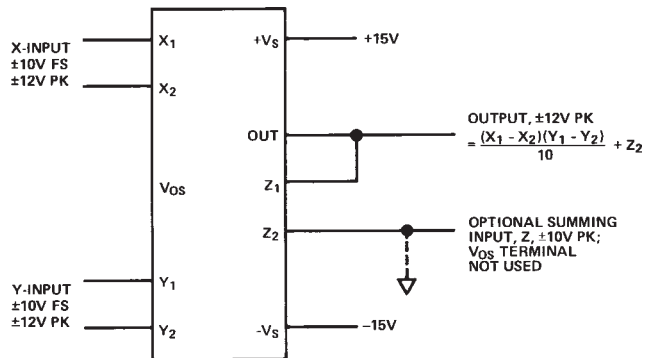 X-INPUT
±10V FS
±12V PK
X1
X2
VOS
Y-INPUT
±10V FS
±12V PK
Y1
Y2
+VS
+15V
OUT
Z1
Z2
-VS
–15V
OUTPUT, ±12V PK
= (X1 - X2)(Y1 - Y2) / 10 + Z2
OPTIONAL SUMMING
INPUT, Z, ±10V PK;
VOS TERMINAL
NOT USED